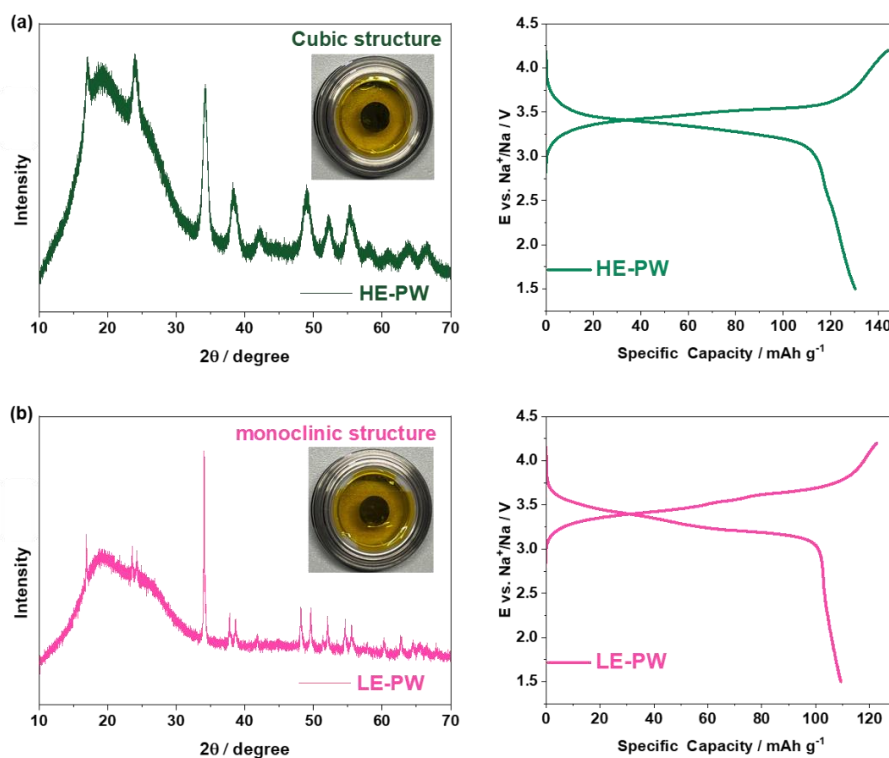 (a)
Cubic structure
Intensity
HE-PW
10 20 30 40 50 60 70
2θ / degree
E vs. Na⁺/Na / V
4.5
4.0
3.5
3.0
2.5
2.0
1.5
HE-PW
0 20 40 60 80 100 120 140
Specific Capacity / mAh g⁻¹
(b)
monoclinic structure
Intensity
LE-PW
10 20 30 40 50 60 70
2θ / degree
E vs. Na⁺/Na / V
4.5
4.0
3.5
3.0
2.5
2.0
1.5
LE-PW
0 20 40 60 80 100 120
Specific Capacity / mAh g⁻¹